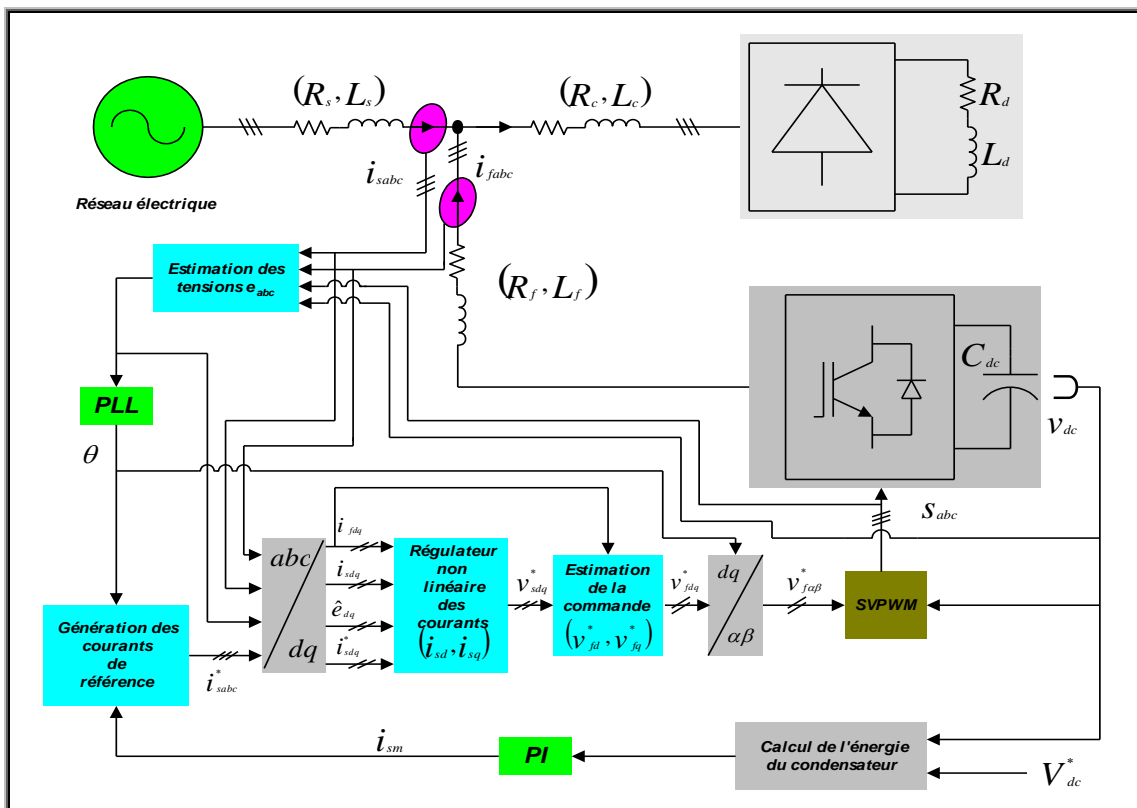 (R_s, L_s)
(R_c, L_c)
R_d
L_d
i_sabc
i_fabc
Réseau électrique
Estimation des
tensions e_abc
(R_f, L_f)
C_dc
v_dc
PLL
θ
s_abc
abc
dq
i_fdq
i_sdq
ê_dq
i*_sdq
Régulateur
non
linéaire
des
courants
(i_sd, i_sq)
v*_sdq
Estimation
de la
commande
(v*_fd, v*_fq)
v*_fdq
dq
αβ
v*_fαβ
SVPWM
Génération des
courants
de
référence
i*_sabc
i_sm
PI
Calcul de l'énergie
du condensateur
V*_dc